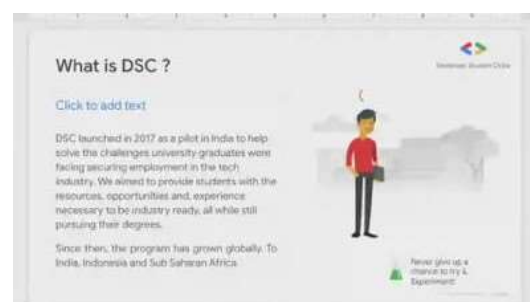 What is DSC ?
Developer Student Clubs
Click to add text
DSC launched in 2017 as a pilot in India to help
solve the challenges university graduates were
facing securing employment in the tech
industry. We aimed to provide students with the
resources, opportunities and, experience
necessary to be industry ready, all while still
pursuing their degrees.
Since then, the program has grown globally. To
India, Indonesia and Sub Saharan Africa.
Never give up a
chance to try &
Experiment!